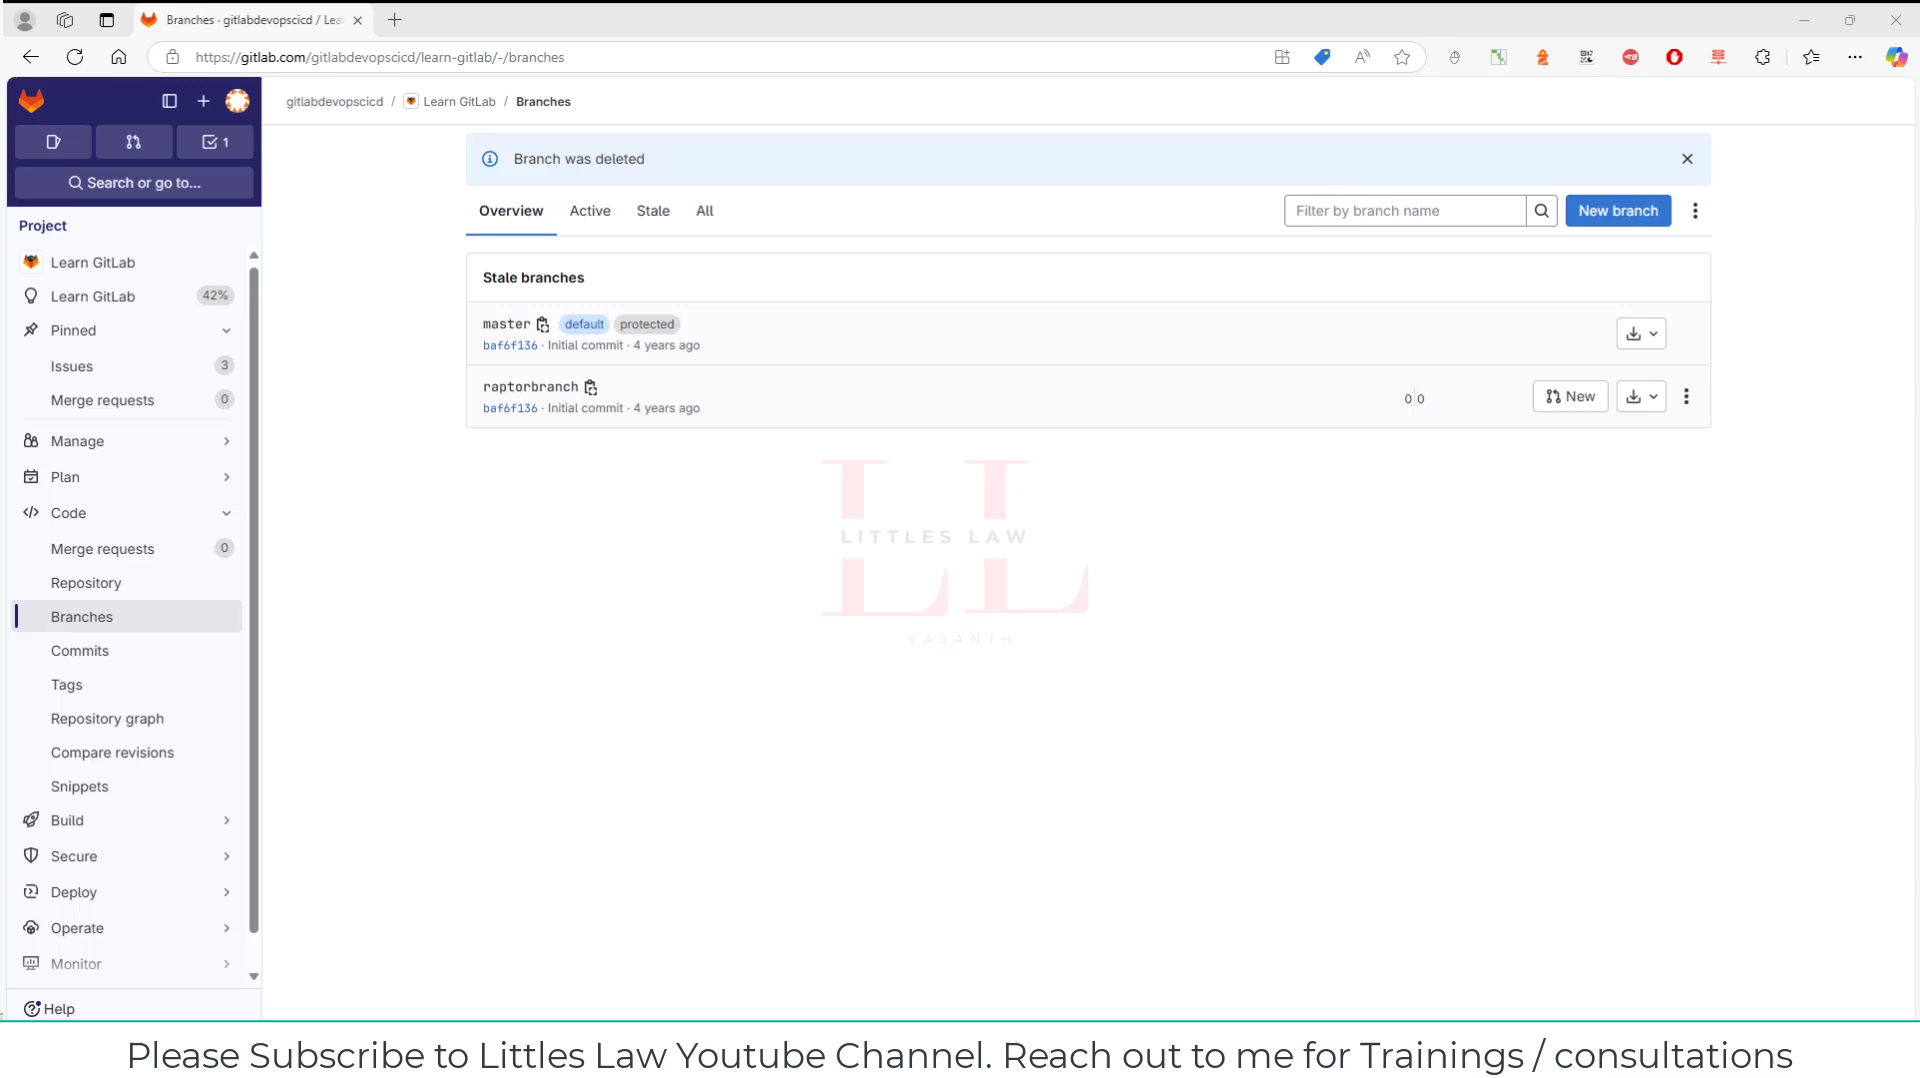 Branches · gitlabdevopscicd / Lea
https://gitlab.com/gitlabdevopscicd/learn-gitlab/-/branches
gitlabdevopscicd / Learn GitLab / Branches
1
Search or go to...
Project
Learn GitLab
Learn GitLab 42%
Pinned
Issues 3
Merge requests 0
Manage
Plan
Code
Merge requests 0
Repository
Branches
Commits
Tags
Repository graph
Compare revisions
Snippets
Build
Secure
Deploy
Operate
Monitor
Help
Branch was deleted
Overview Active Stale All
Filter by branch name
New branch
Stale branches
master default protected
baf6f136 · Initial commit · 4 years ago
raptorbranch
baf6f136 · Initial commit · 4 years ago
0 0
New
LL
LITTLES LAW
LL
VASANTH
Please Subscribe to Littles Law Youtube Channel. Reach out to me for Trainings / consultations